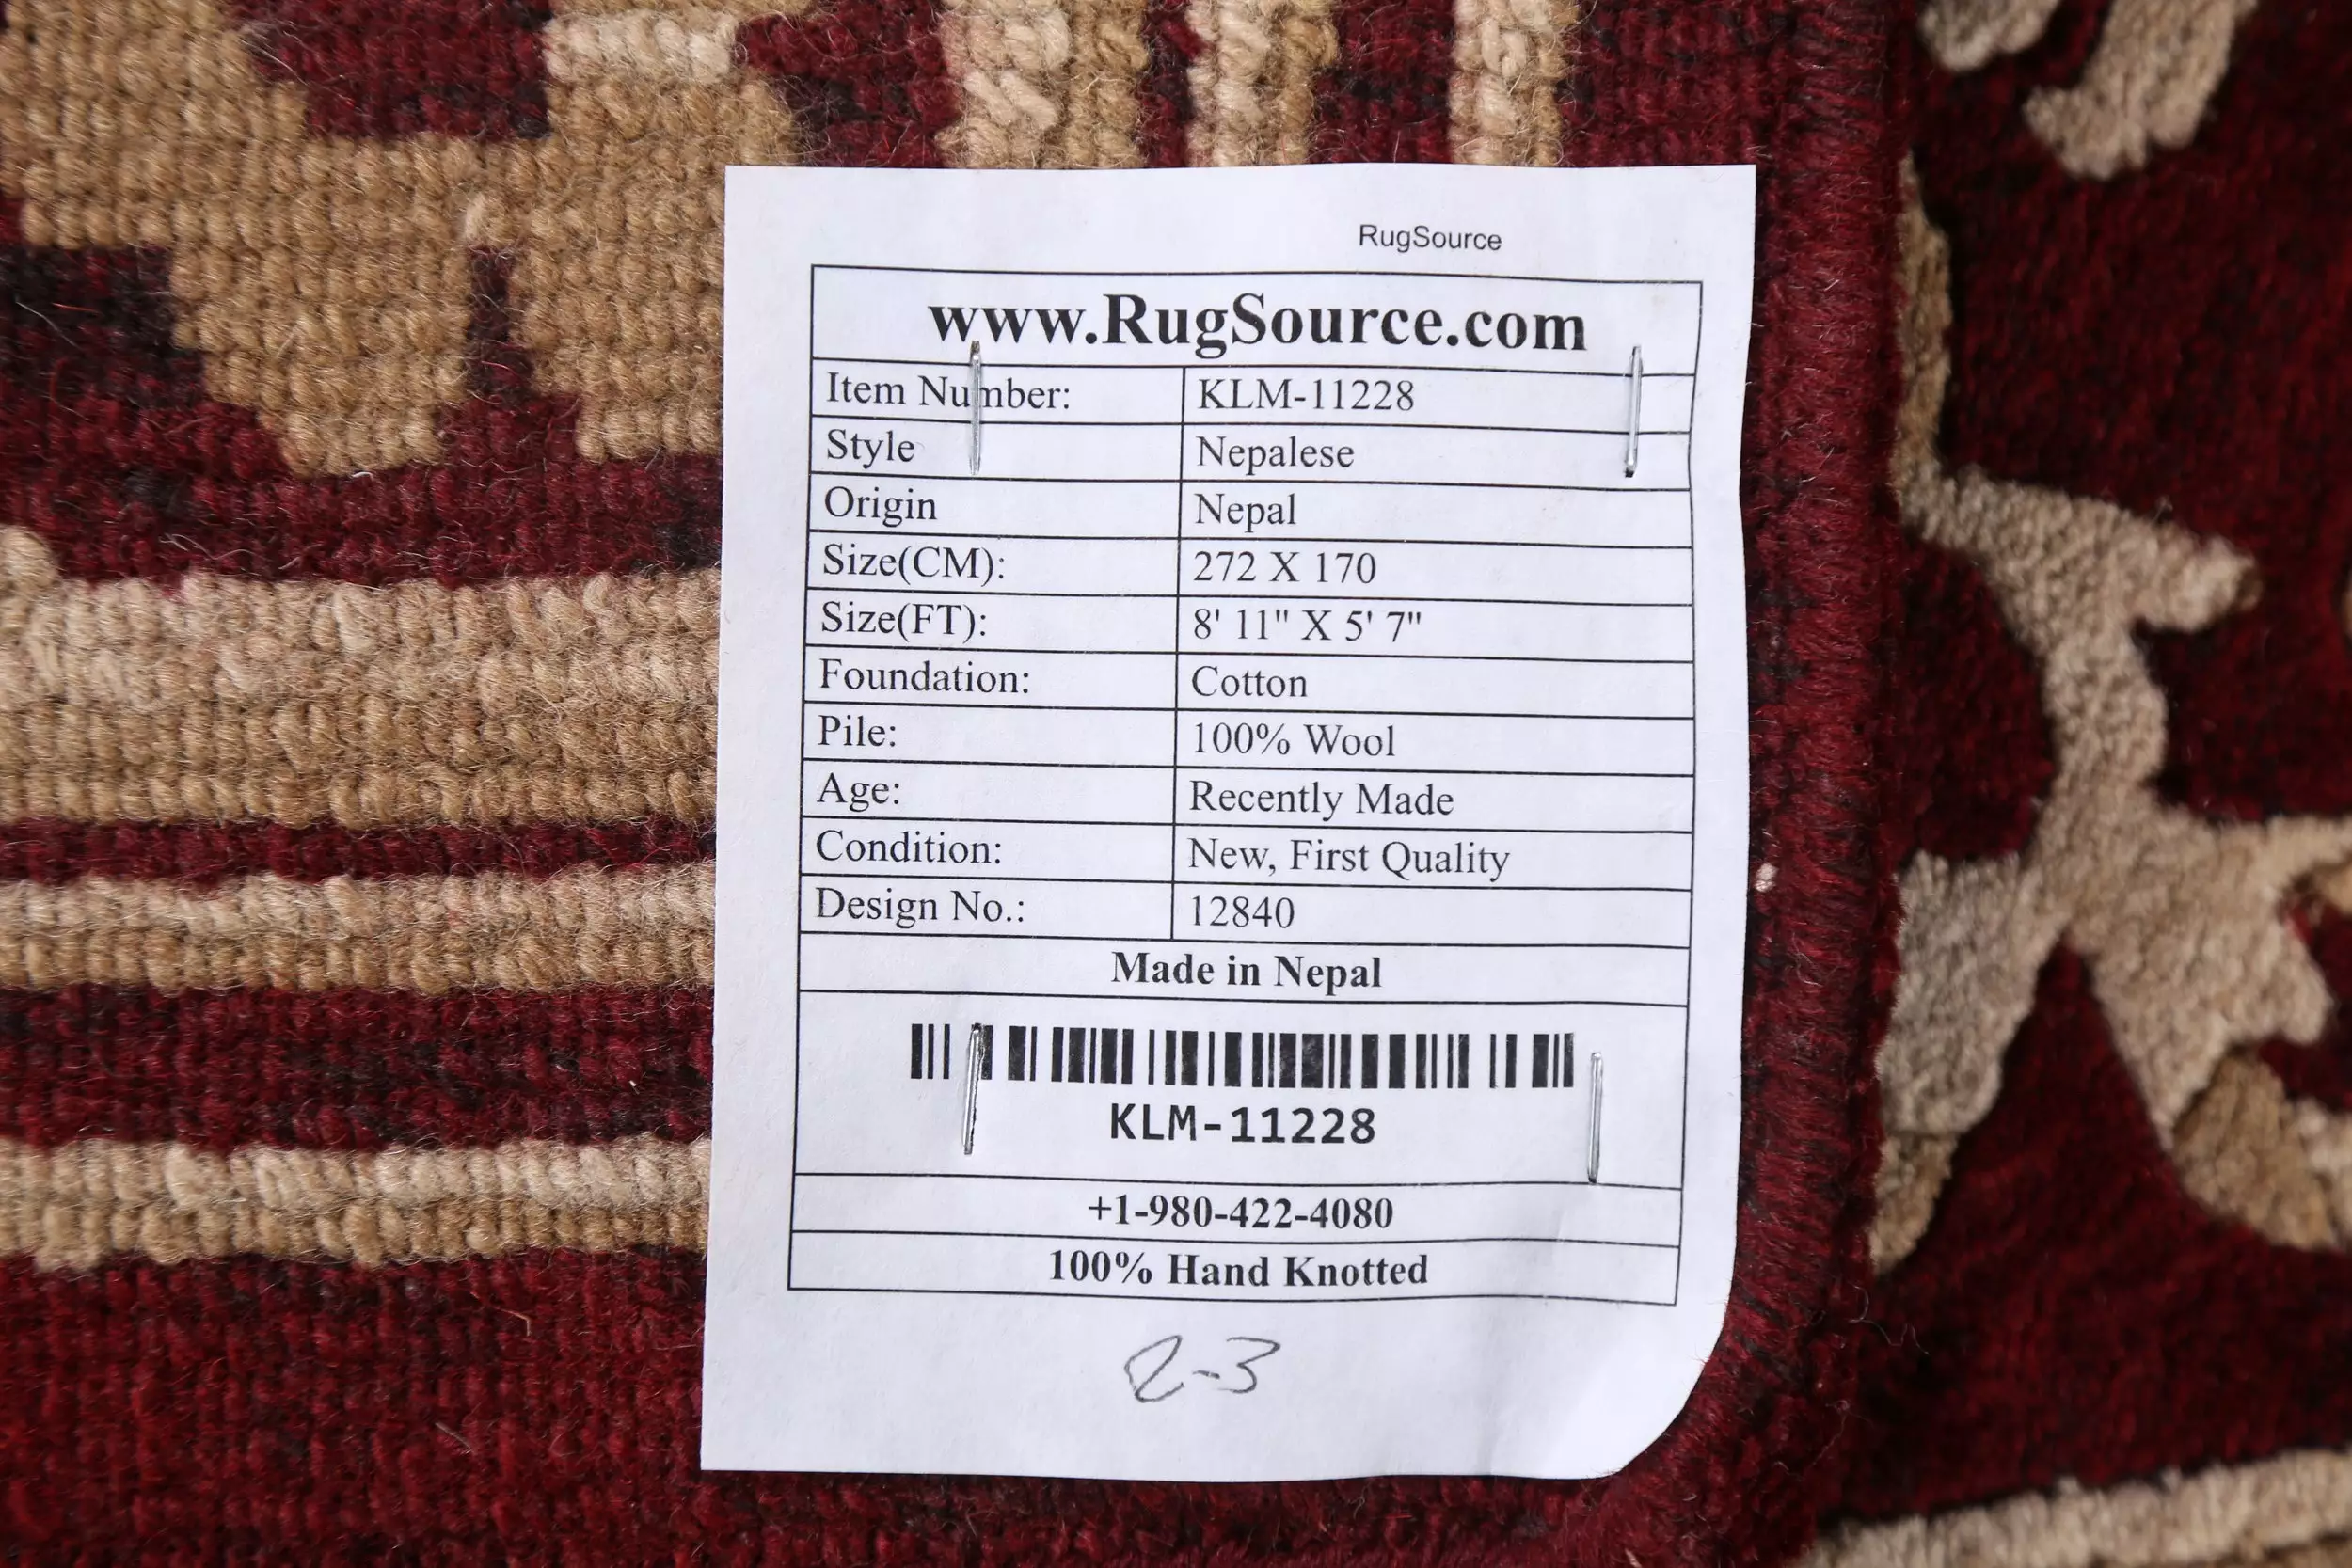 RugSource
www.RugSource.com
Item Number: KLM-11228
Style Nepalese
Origin Nepal
Size(CM): 272 X 170
Size(FT): 8' 11" X 5' 7"
Foundation: Cotton
Pile: 100% Wool
Age: Recently Made
Condition: New, First Quality
Design No.: 12840
Made in Nepal
KLM-11228
+1-980-422-4080
100% Hand Knotted
2-3